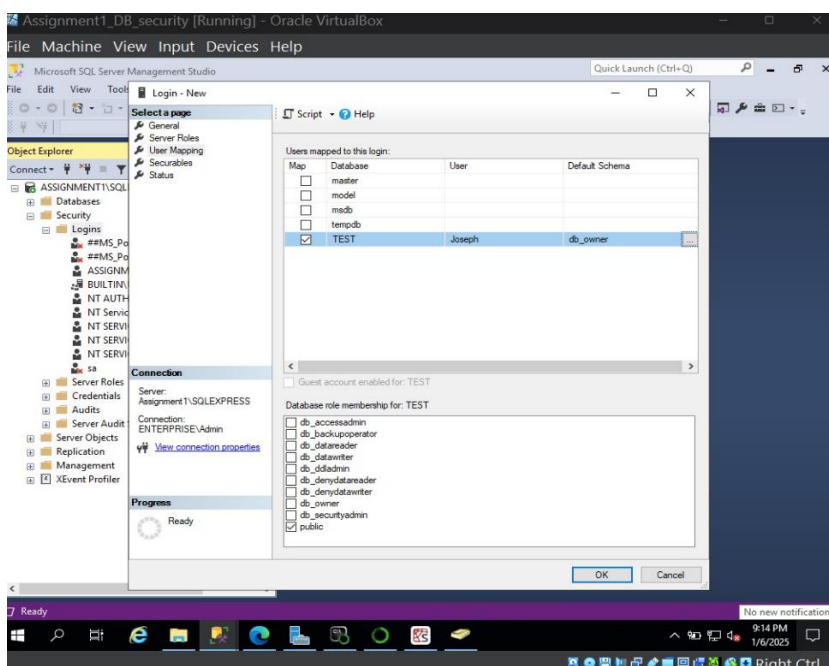 Assignment1_DB_security [Running] - Oracle VirtualBox
File Machine View Input Devices Help
Microsoft SQL Server Management Studio
Quick Launch (Ctrl+Q)
File Edit View Tools
Login - New
Select a page
General
Server Roles
User Mapping
Securables
Status
Script
Help
Object Explorer
Connect
ASSIGNMENT1\SQL
Databases
Security
Logins
##MS_Po
##MS_Po
ASSIGNM
BUILTIN\
NT AUTH
NT Servic
NT SERVI
NT SERVI
NT SERVI
sa
Server Roles
Credentials
Audits
Server Audit
Server Objects
Replication
Management
XEvent Profiler
Connection
Server:
Assignment1\SQLEXPRESS
Connection:
ENTERPRISE\Admin
View connection properties
Progress
Ready
Users mapped to this login:
Map Database User Default Schema
master
model
msdb
tempdb
TEST Joseph db_owner ...
Guest account enabled for: TEST
Database role membership for: TEST
db_accessadmin
db_backupoperator
db_datareader
db_datawriter
db_ddladmin
db_denydatareader
db_denydatawriter
db_owner
db_securityadmin
public
OK Cancel
Ready
No new notification
9:14 PM
1/6/2025
Right Ctrl